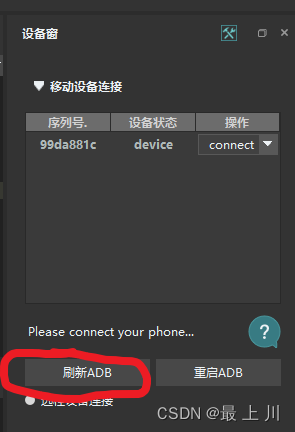 设备窗
移动设备连接
序列号. 设备状态 操作
99da881c device connect
Please connect your phone...
?
刷新ADB 重启ADB
远程设备连接
CSDN @最 上 川